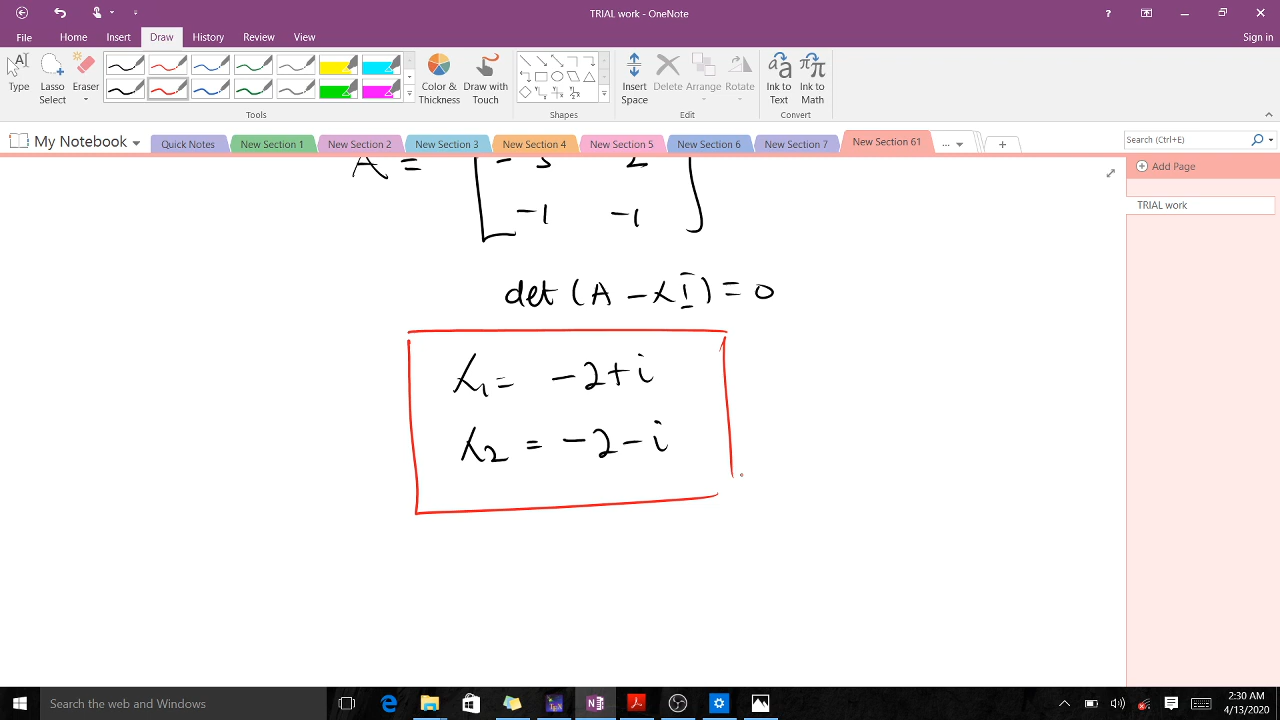 TRIAL work - OneNote
File Home Insert Draw History Review View Sign in
Type Lasso Select Eraser Color & Thickness Draw with Touch Insert Space Delete Arrange Rotate Ink to Text Ink to Math
Tools Shapes Edit Convert
My Notebook Quick Notes New Section 1 New Section 2 New Section 3 New Section 4 New Section 5 New Section 6 New Section 7 New Section 61 ... Search (Ctrl+E)
Add Page
TRIAL work
A = [ -3 2
-1 -1 ]
det (A - λI) = 0
λ1 = -2+i
λ2 = -2-i
Search the web and Windows
2:30 AM
4/13/2020